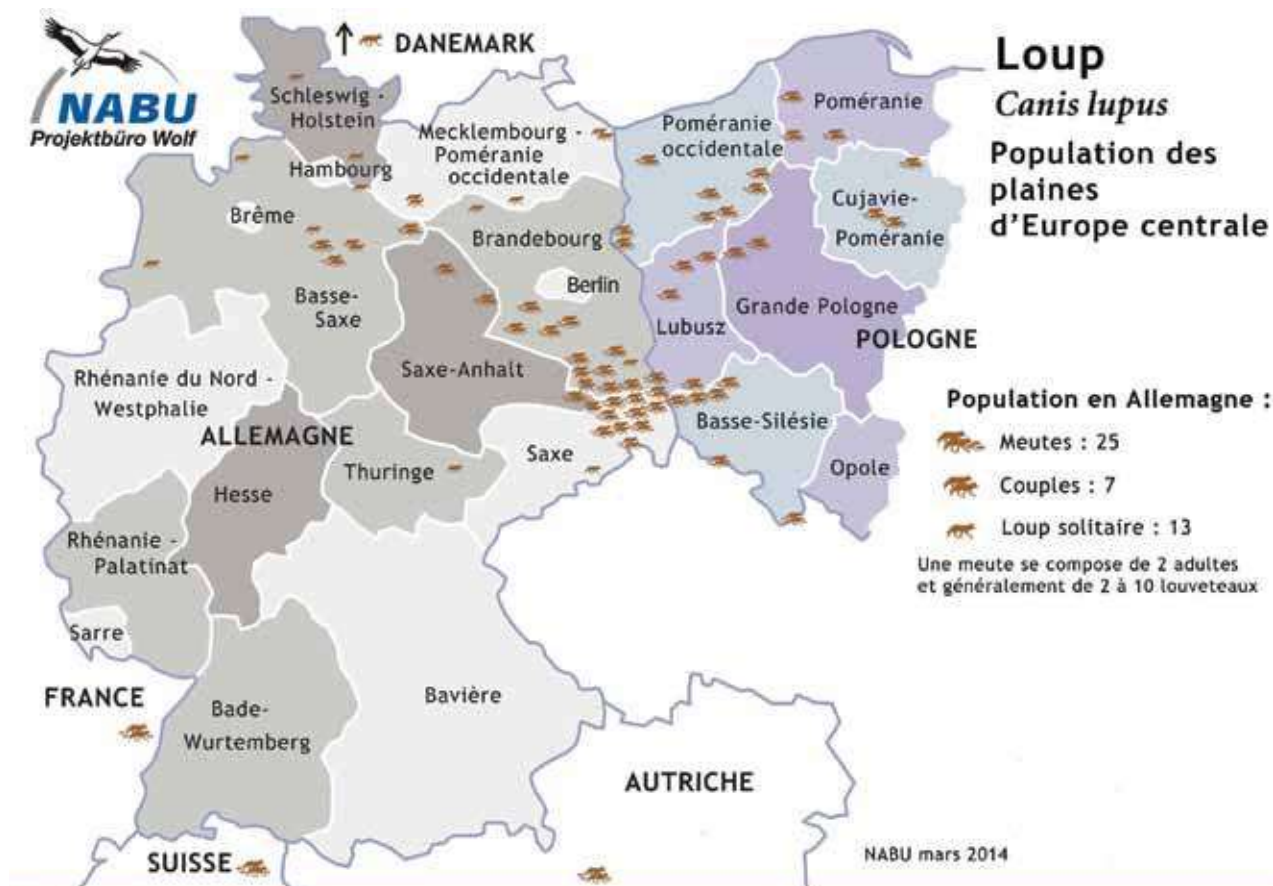 NABU
Projektbüro Wolf
DANEMARK
Loup
Canis lupus
Population des
plaines
d'Europe centrale
Schleswig -
Holstein
Hambourg
Mecklembourg -
Poméranie
occidentale
Poméranie
occidentale
Poméranie
Cujavie-
Poméranie
Brême
Brandebourg
Berlin
Basse-
Saxe
Lubusz
Grande Pologne
POLOGNE
Rhénanie du Nord -
Westphalie
Saxe-Anhalt
ALLEMAGNE
Basse-Silésie
Thuringe
Saxe
Opole
Hesse
Rhénanie -
Palatinat
Sarre
FRANCE
Bade-
Wurtemberg
Bavière
AUTRICHE
SUISSE
Population en Allemagne :
Meutes : 25
Couples : 7
Loup solitaire : 13
Une meute se compose de 2 adultes
et généralement de 2 à 10 louveteaux
NABU mars 2014